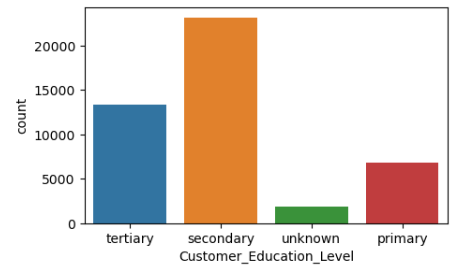 20000
15000
10000
5000
0
count
tertiary secondary unknown primary
Customer_Education_Level